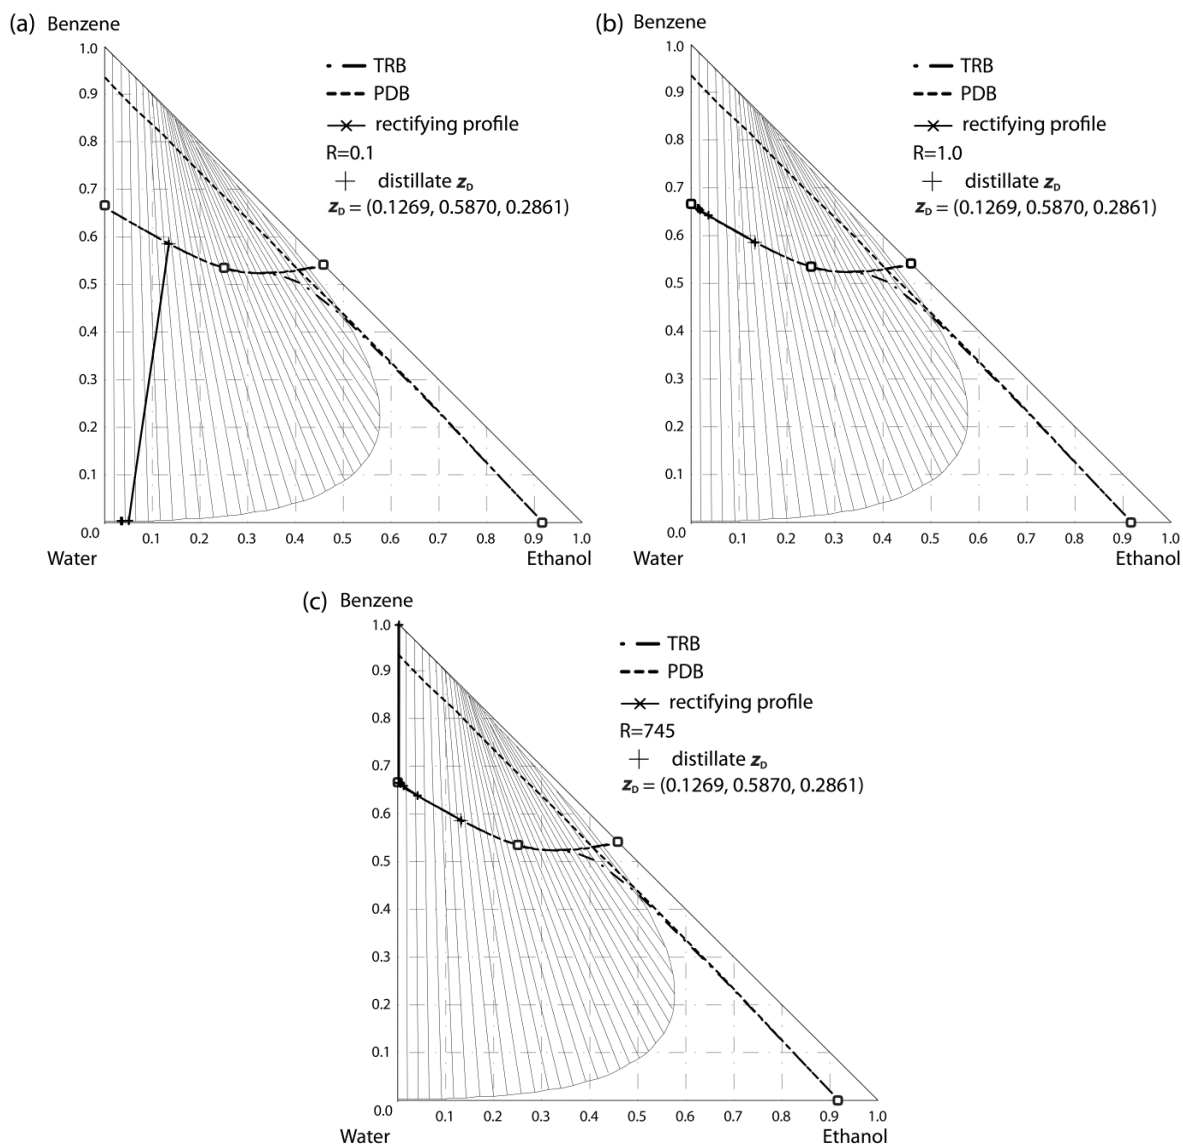 (a) Benzene
1.0
0.9
0.8
0.7
0.6
0.5
0.4
0.3
0.2
0.1
0.0
TRB
PDB
rectifying profile
R=0.1
distillate z_D
z_D = (0.1269, 0.5870, 0.2861)
0.1 0.2 0.3 0.4 0.5 0.6 0.7 0.8 0.9 1.0
Water Ethanol
(b) Benzene
1.0
0.9
0.8
0.7
0.6
0.5
0.4
0.3
0.2
0.1
0.0
TRB
PDB
rectifying profile
R=1.0
distillate z_D
z_D = (0.1269, 0.5870, 0.2861)
0.1 0.2 0.3 0.4 0.5 0.6 0.7 0.8 0.9 1.0
Water Ethanol
(c) Benzene
1.0
0.9
0.8
0.7
0.6
0.5
0.4
0.3
0.2
0.1
0.0
TRB
PDB
rectifying profile
R=745
distillate z_D
z_D = (0.1269, 0.5870, 0.2861)
0.1 0.2 0.3 0.4 0.5 0.6 0.7 0.8 0.9 1.0
Water Ethanol